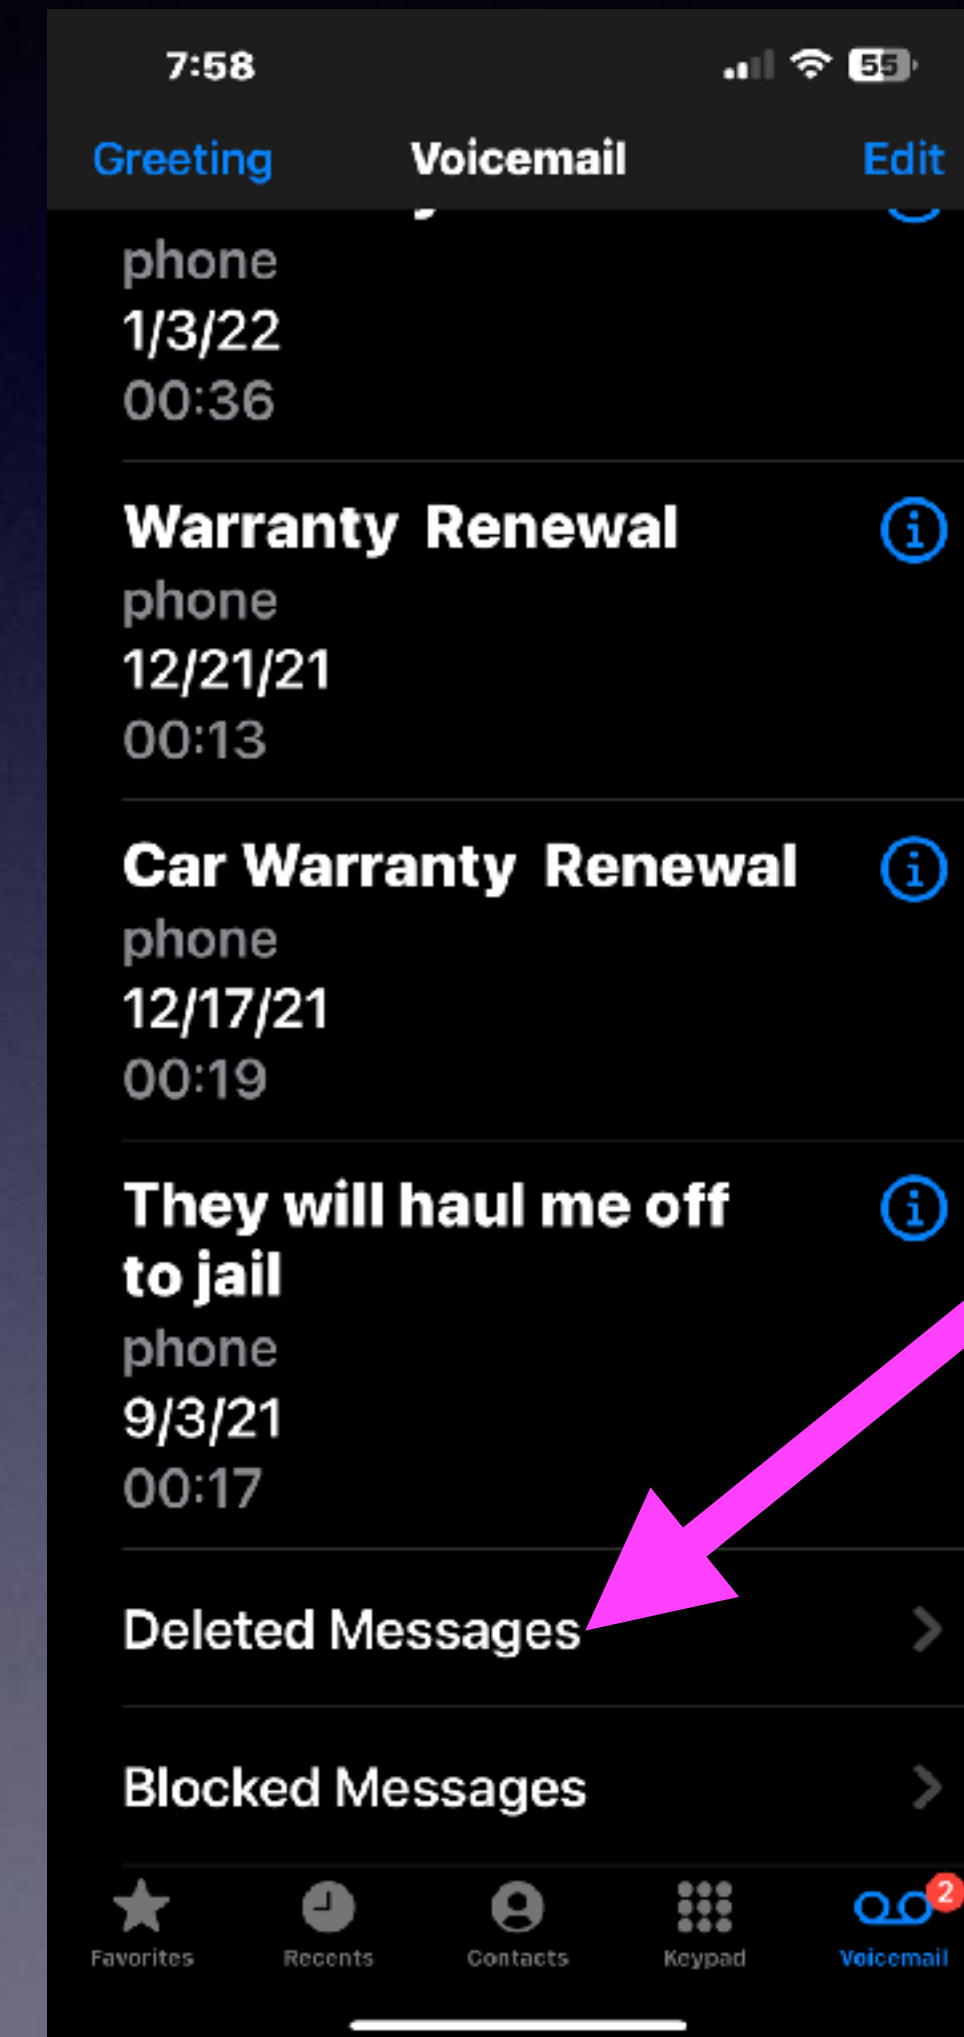 7:58
55
Greeting
Voicemail
Edit
phone
1/3/22
00:36
Warranty Renewal
phone
12/21/21
00:13
Car Warranty Renewal
phone
12/17/21
00:19
They will haul me off
to jail
phone
9/3/21
00:17
Deleted Messages
Blocked Messages
2
Favorites
Recents
Contacts
Keypad
Voicemail